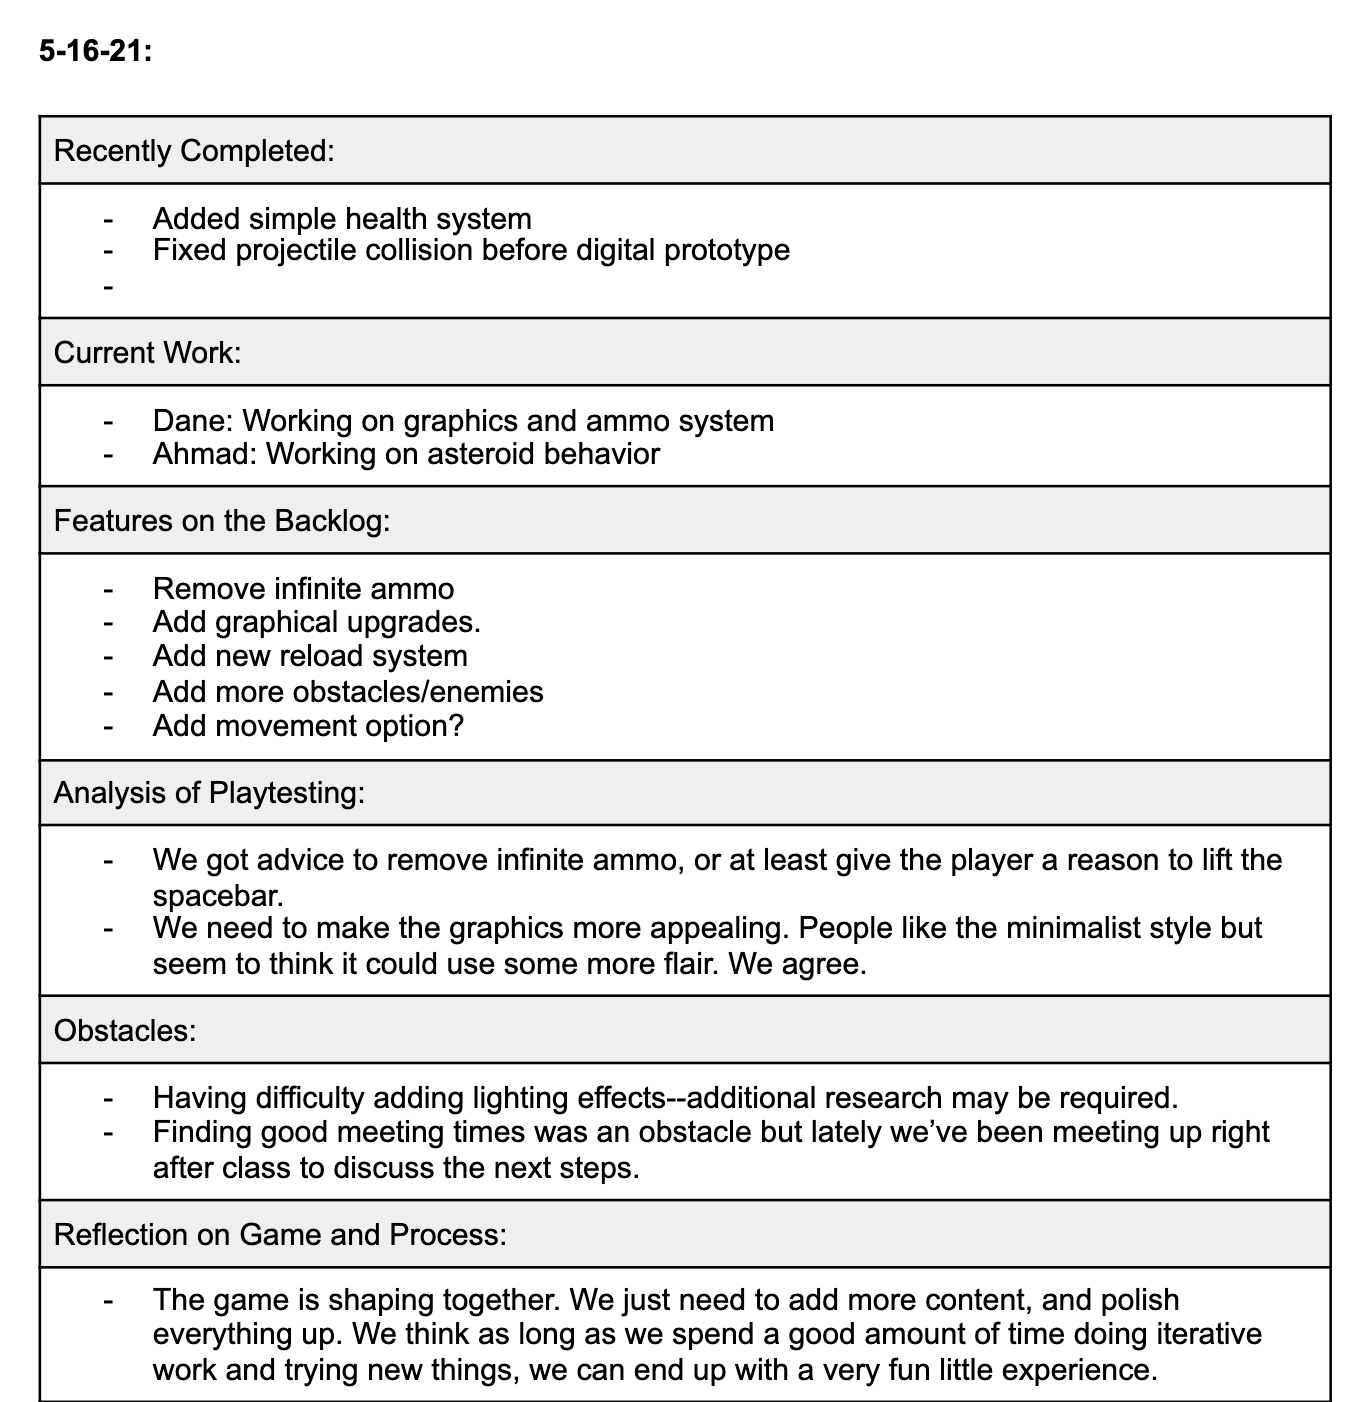 5-16-21:
Recently Completed:
- Added simple health system
- Fixed projectile collision before digital prototype
-
Current Work:
- Dane: Working on graphics and ammo system
- Ahmad: Working on asteroid behavior
Features on the Backlog:
- Remove infinite ammo
- Add graphical upgrades.
- Add new reload system
- Add more obstacles/enemies
- Add movement option?
Analysis of Playtesting:
- We got advice to remove infinite ammo, or at least give the player a reason to lift the
spacebar.
- We need to make the graphics more appealing. People like the minimalist style but
seem to think it could use some more flair. We agree.
Obstacles:
- Having difficulty adding lighting effects--additional research may be required.
- Finding good meeting times was an obstacle but lately we’ve been meeting up right
after class to discuss the next steps.
Reflection on Game and Process:
- The game is shaping together. We just need to add more content, and polish
everything up. We think as long as we spend a good amount of time doing iterative
work and trying new things, we can end up with a very fun little experience.